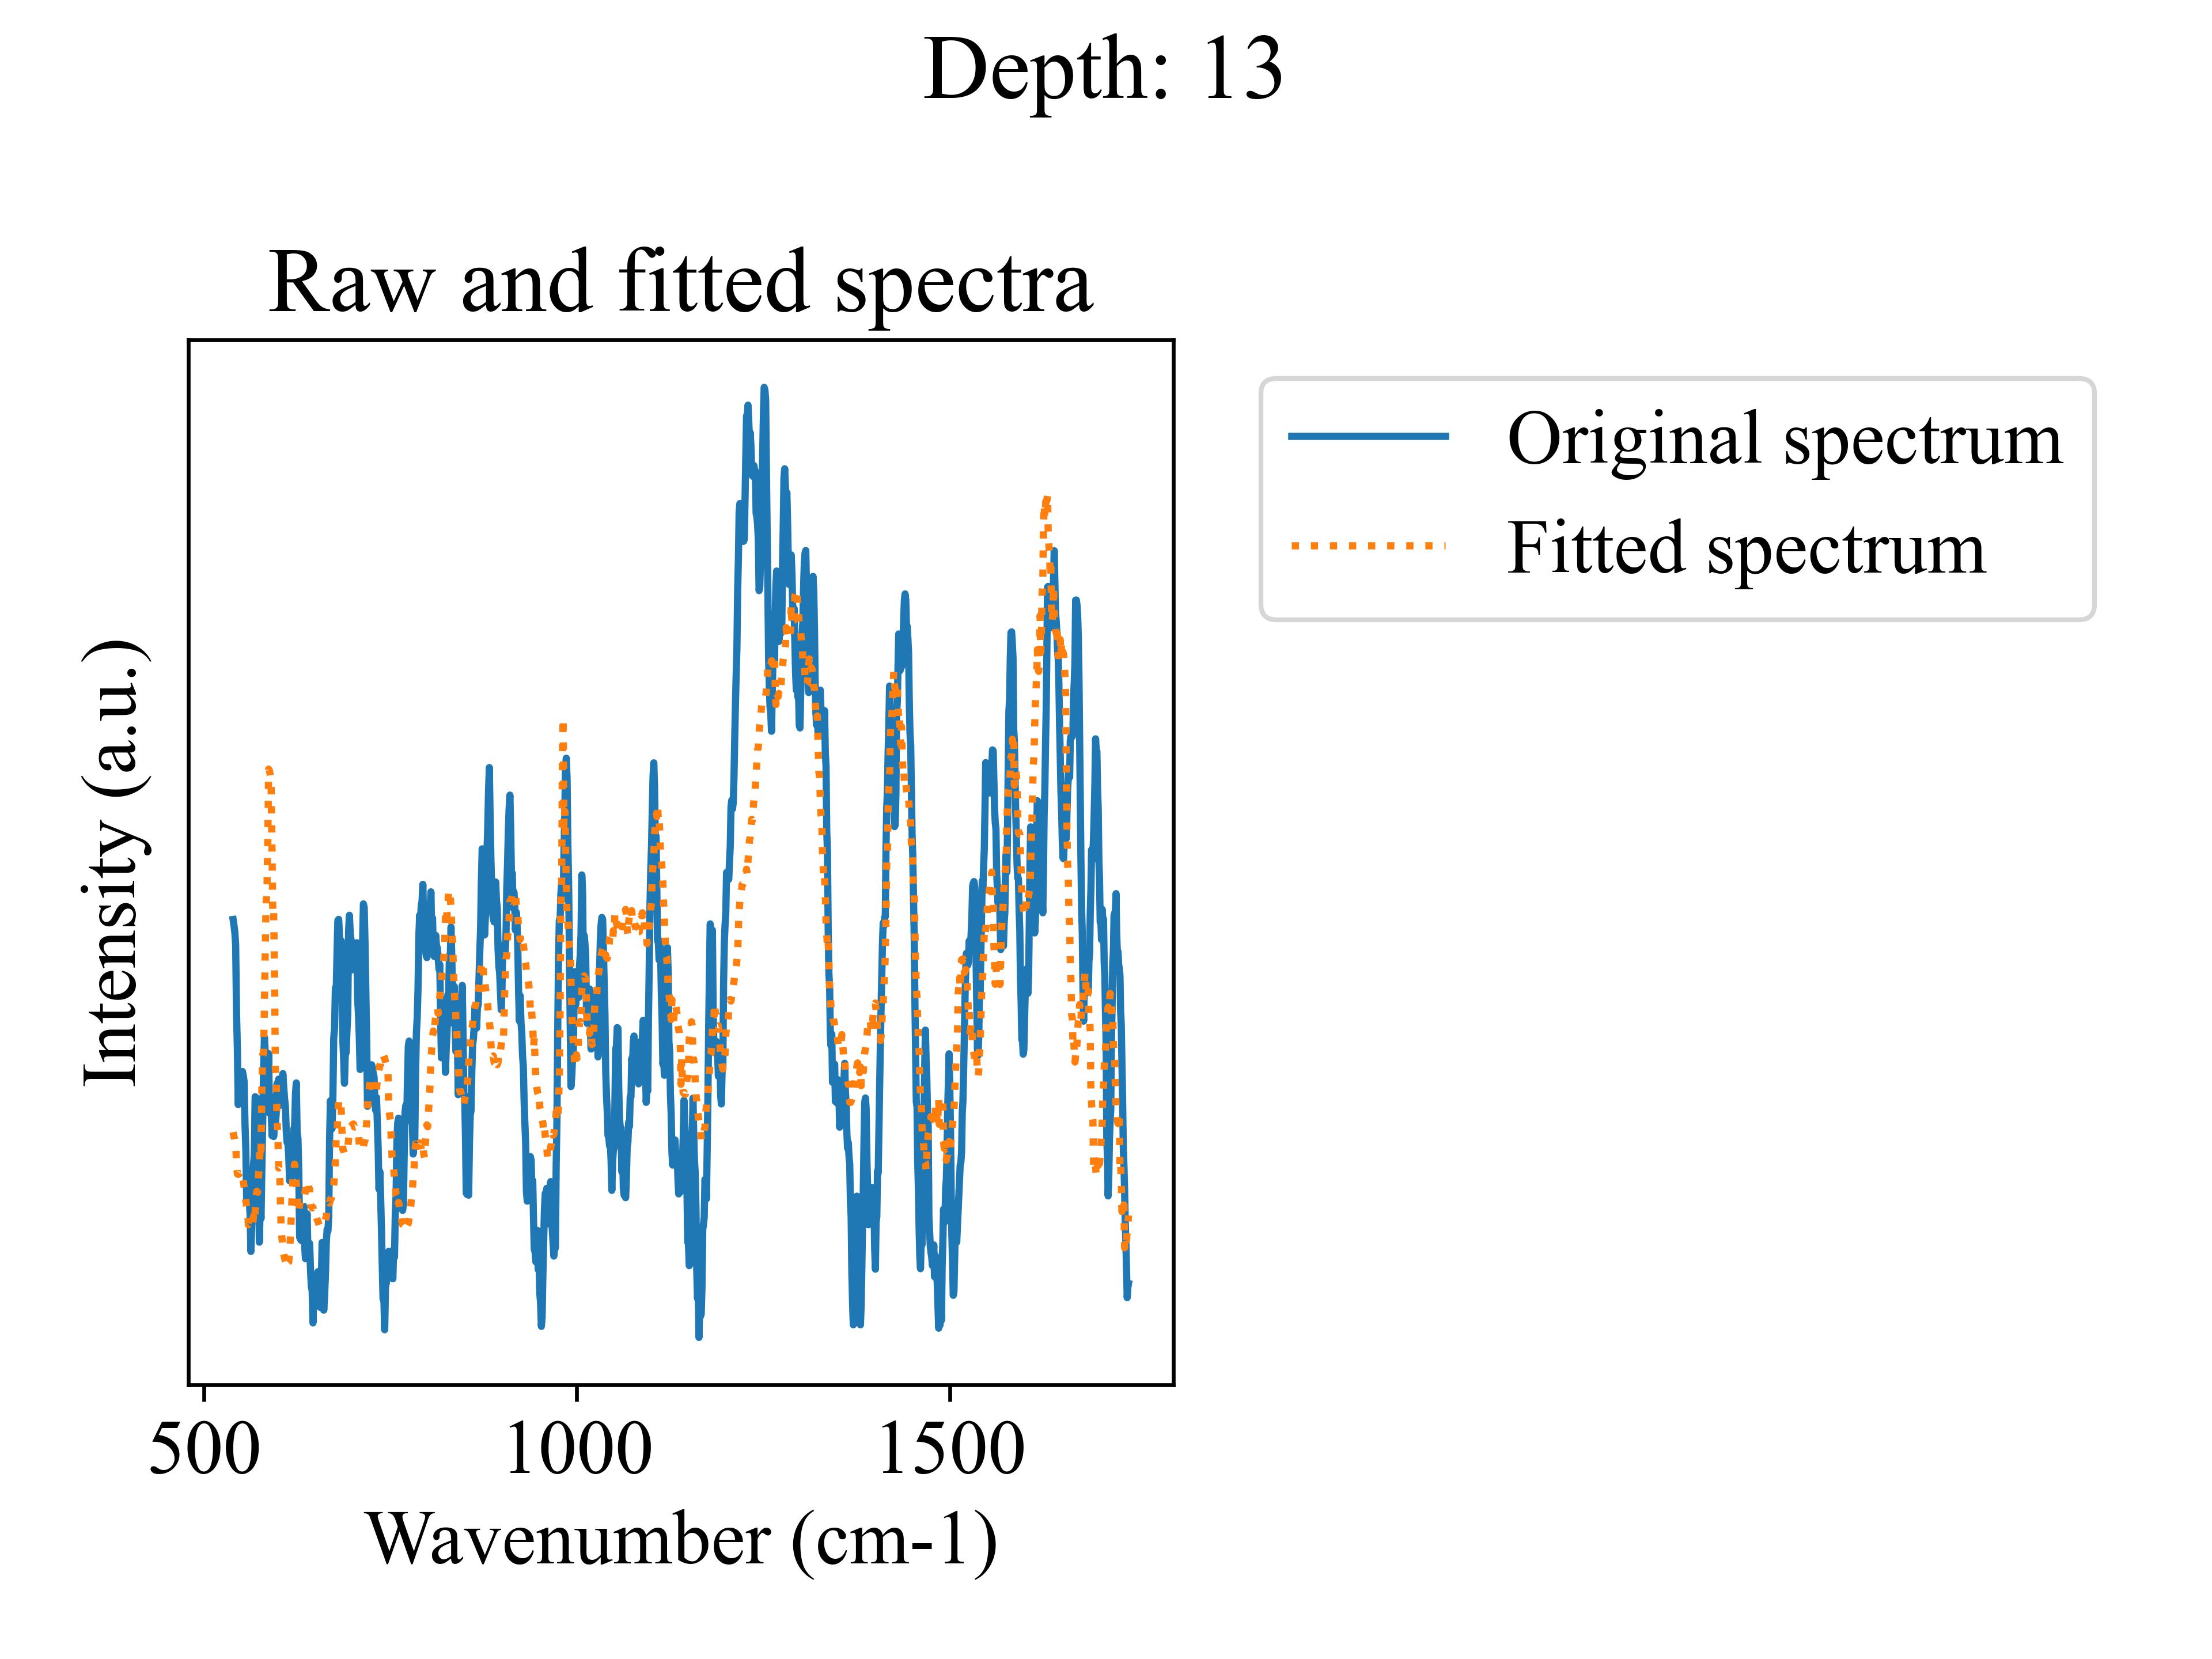 Depth: 13
Raw and fitted spectra
Original spectrum
Fitted spectrum
Intensity (a.u.)
500 1000 1500
Wavenumber (cm-1)